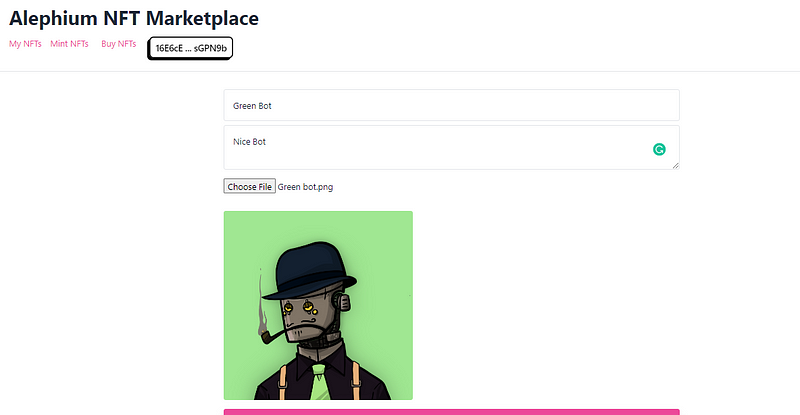 Alephium NFT Marketplace
My NFTs Mint NFTs Buy NFTs 16E6cE ... sGPN9b
Green Bot
Nice Bot
Choose File Green bot.png